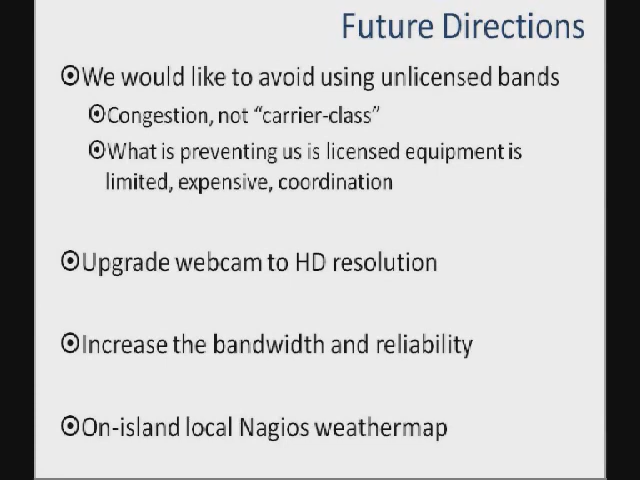 Future Directions
We would like to avoid using unlicensed bands
Congestion, not “carrier-class”
What is preventing us is licensed equipment is
limited, expensive, coordination
Upgrade webcam to HD resolution
Increase the bandwidth and reliability
On-island local Nagios weathermap